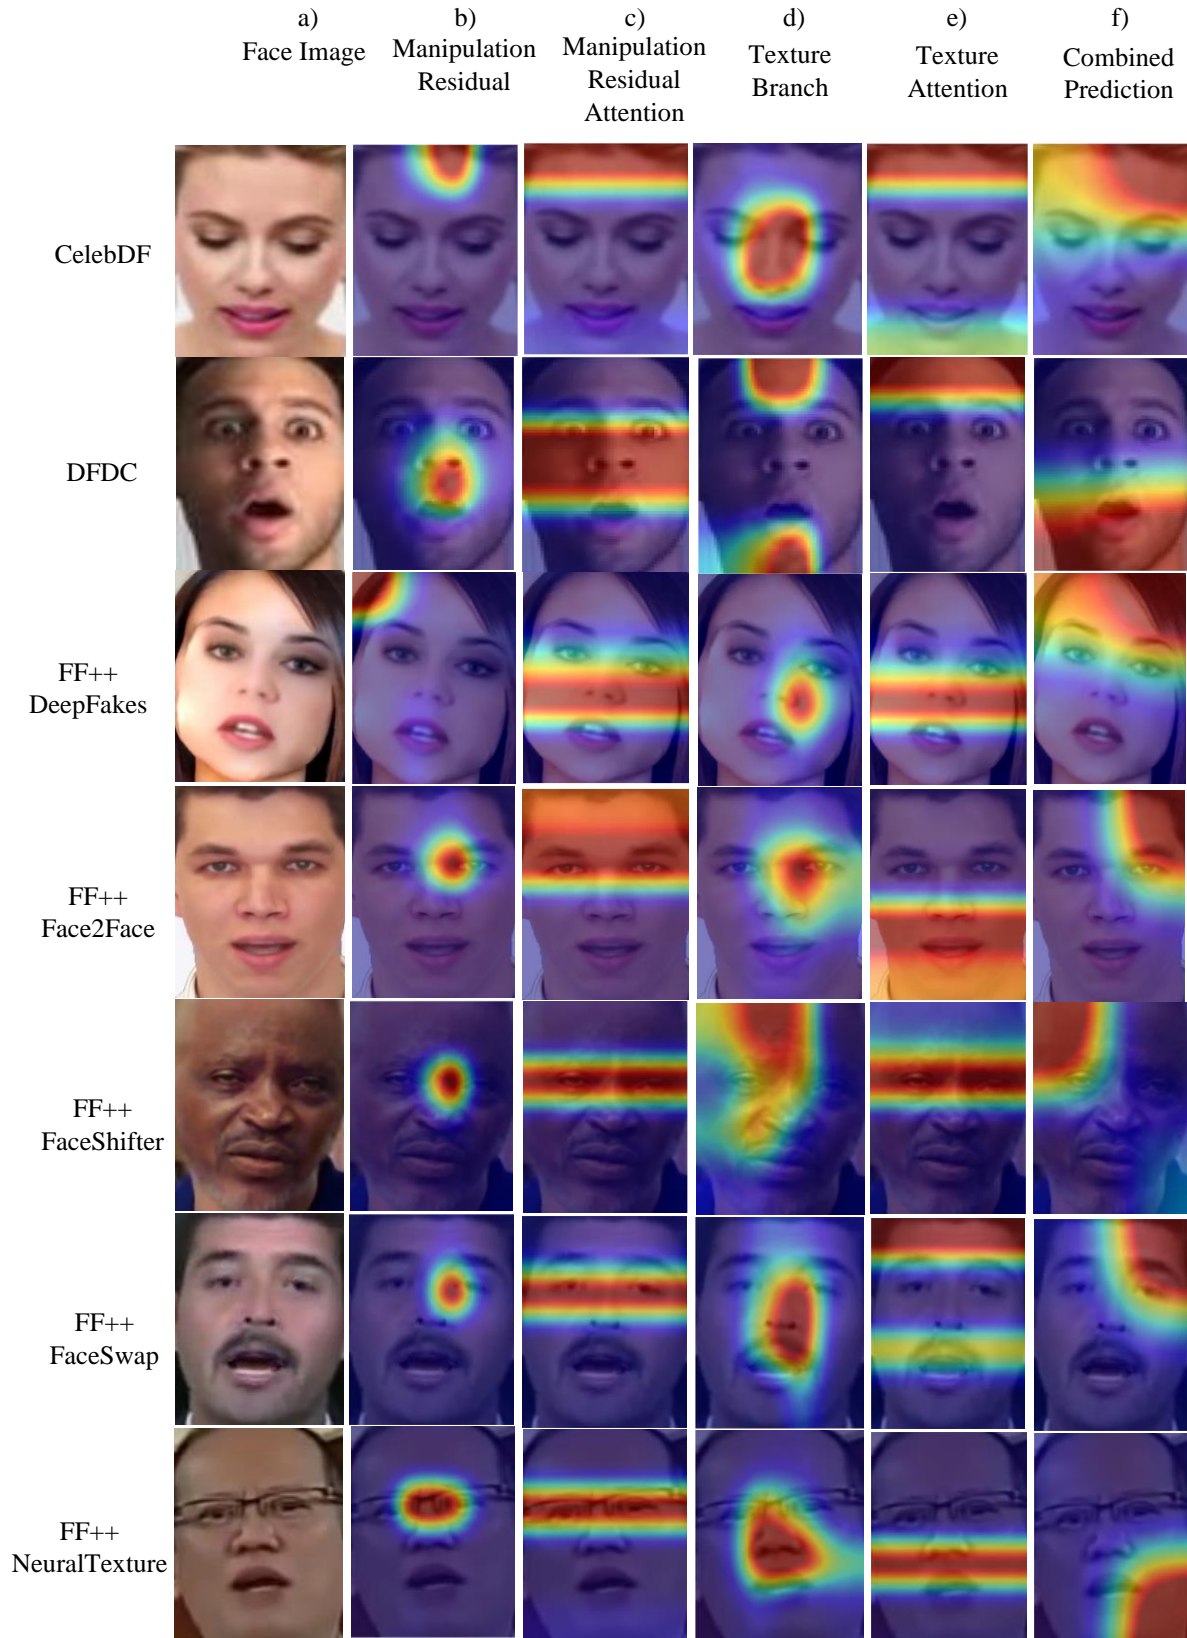 a)
Face Image
b)
Manipulation
Residual
c)
Manipulation
Residual
Attention
d)
Texture
Branch
e)
Texture
Attention
f)
Combined
Prediction
CelebDF
DFDC
FF++
DeepFakes
FF++
Face2Face
FF++
FaceShifter
FF++
FaceSwap
FF++
NeuralTexture